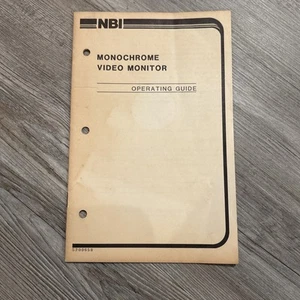 NBI
MONOCHROME
VIDEO MONITOR
OPERATING GUIDE